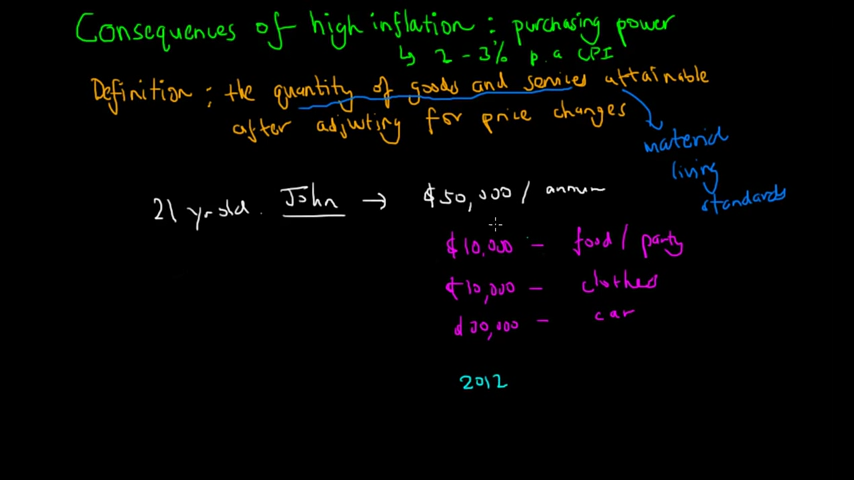 Consequences of high inflation : purchasing power
↳ 2 - 3% p.a CPI
Definition : the quantity of goods and services attainable
after adjusting for price changes
material
living
standards
21 yr old. John → $50,000 / annum
$10,000 - food / party
$10,000 - clothes
$30,000 - car
2012